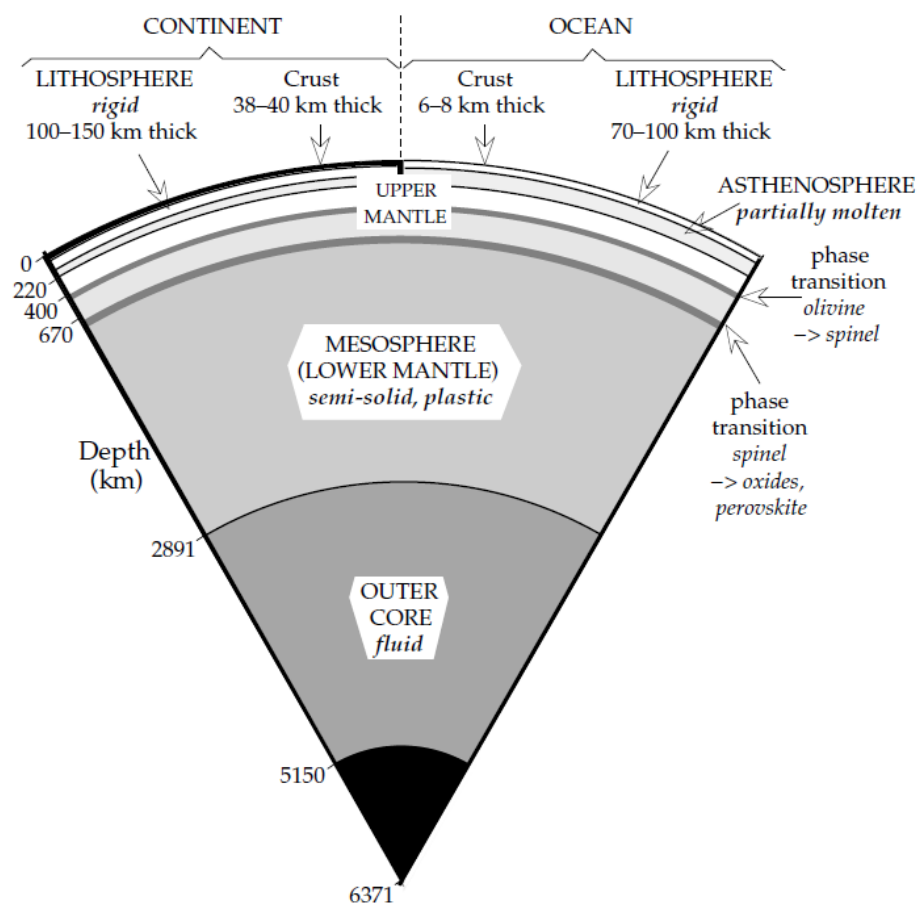 CONTINENT
OCEAN
LITHOSPHERE
rigid
100–150 km thick
Crust
38–40 km thick
Crust
6–8 km thick
LITHOSPHERE
rigid
70–100 km thick
UPPER
MANTLE
ASTHENOSPHERE
partially molten
0
220
400
670
phase
transition
olivine
–> spinel
MESOSPHERE
(LOWER MANTLE)
semi-solid, plastic
phase
transition
spinel
–> oxides,
perovskite
Depth
(km)
2891
OUTER
CORE
fluid
5150
6371